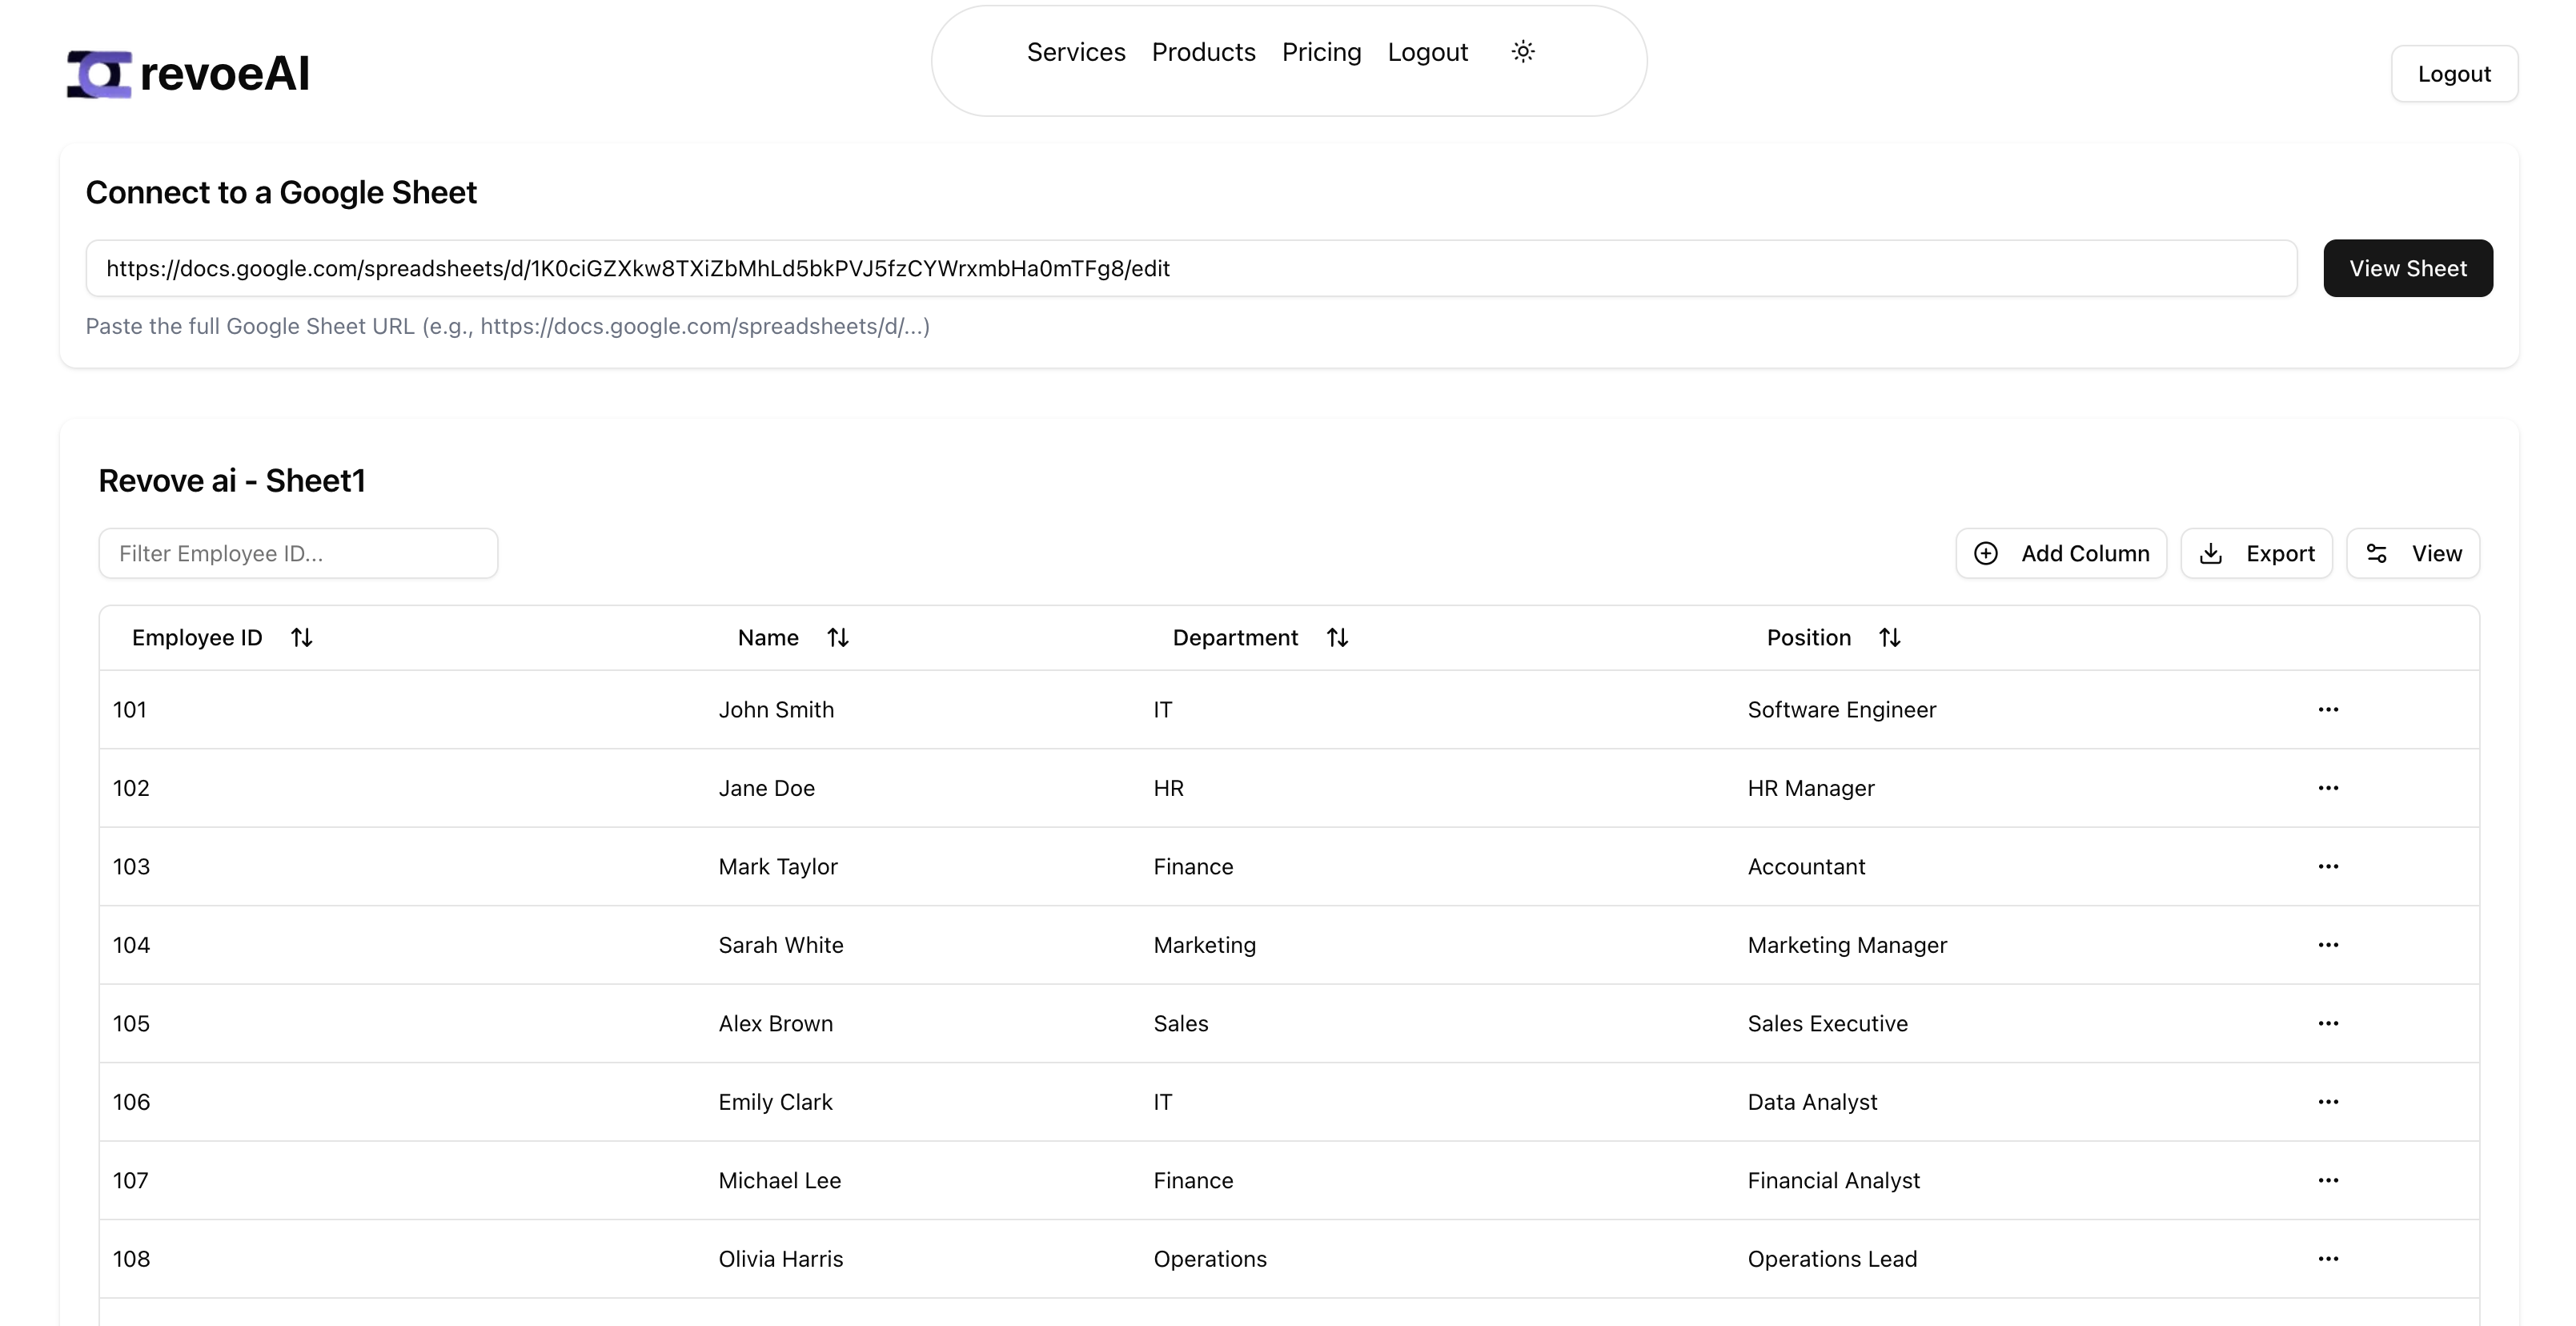 revoeAI
Services Products Pricing Logout
Logout
Connect to a Google Sheet
https://docs.google.com/spreadsheets/d/1K0ciGZXkw8TXiZbMhLd5bkPVJ5fzCYWrxmbHa0mTFg8/edit
View Sheet
Paste the full Google Sheet URL (e.g., https://docs.google.com/spreadsheets/d/...)
Revove ai - Sheet1
Filter Employee ID...
Add Column Export View
Employee ID Name Department Position
101 John Smith IT Software Engineer
102 Jane Doe HR HR Manager
103 Mark Taylor Finance Accountant
104 Sarah White Marketing Marketing Manager
105 Alex Brown Sales Sales Executive
106 Emily Clark IT Data Analyst
107 Michael Lee Finance Financial Analyst
108 Olivia Harris Operations Operations Lead